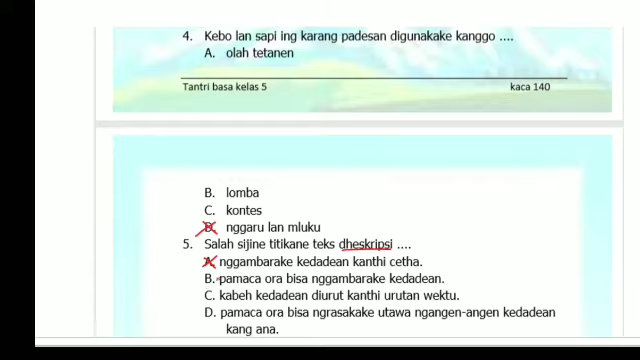 4. Kebo lan sapi ing karang padesan digunakake kanggo ....
A. olah tetanen
Tantri basa kelas 5 kaca 140
B. lomba
C. kontes
D. nggaru lan mluku
5. Salah sijine titikane teks dheskripsi ....
A. nggambarake kedadean kanthi cetha.
B. pamaca ora bisa nggambarake kedadean.
C. kabeh kedadean diurut kanthi urutan wektu.
D. pamaca ora bisa ngrasakake utawa ngangen-angen kedadean
kang ana.